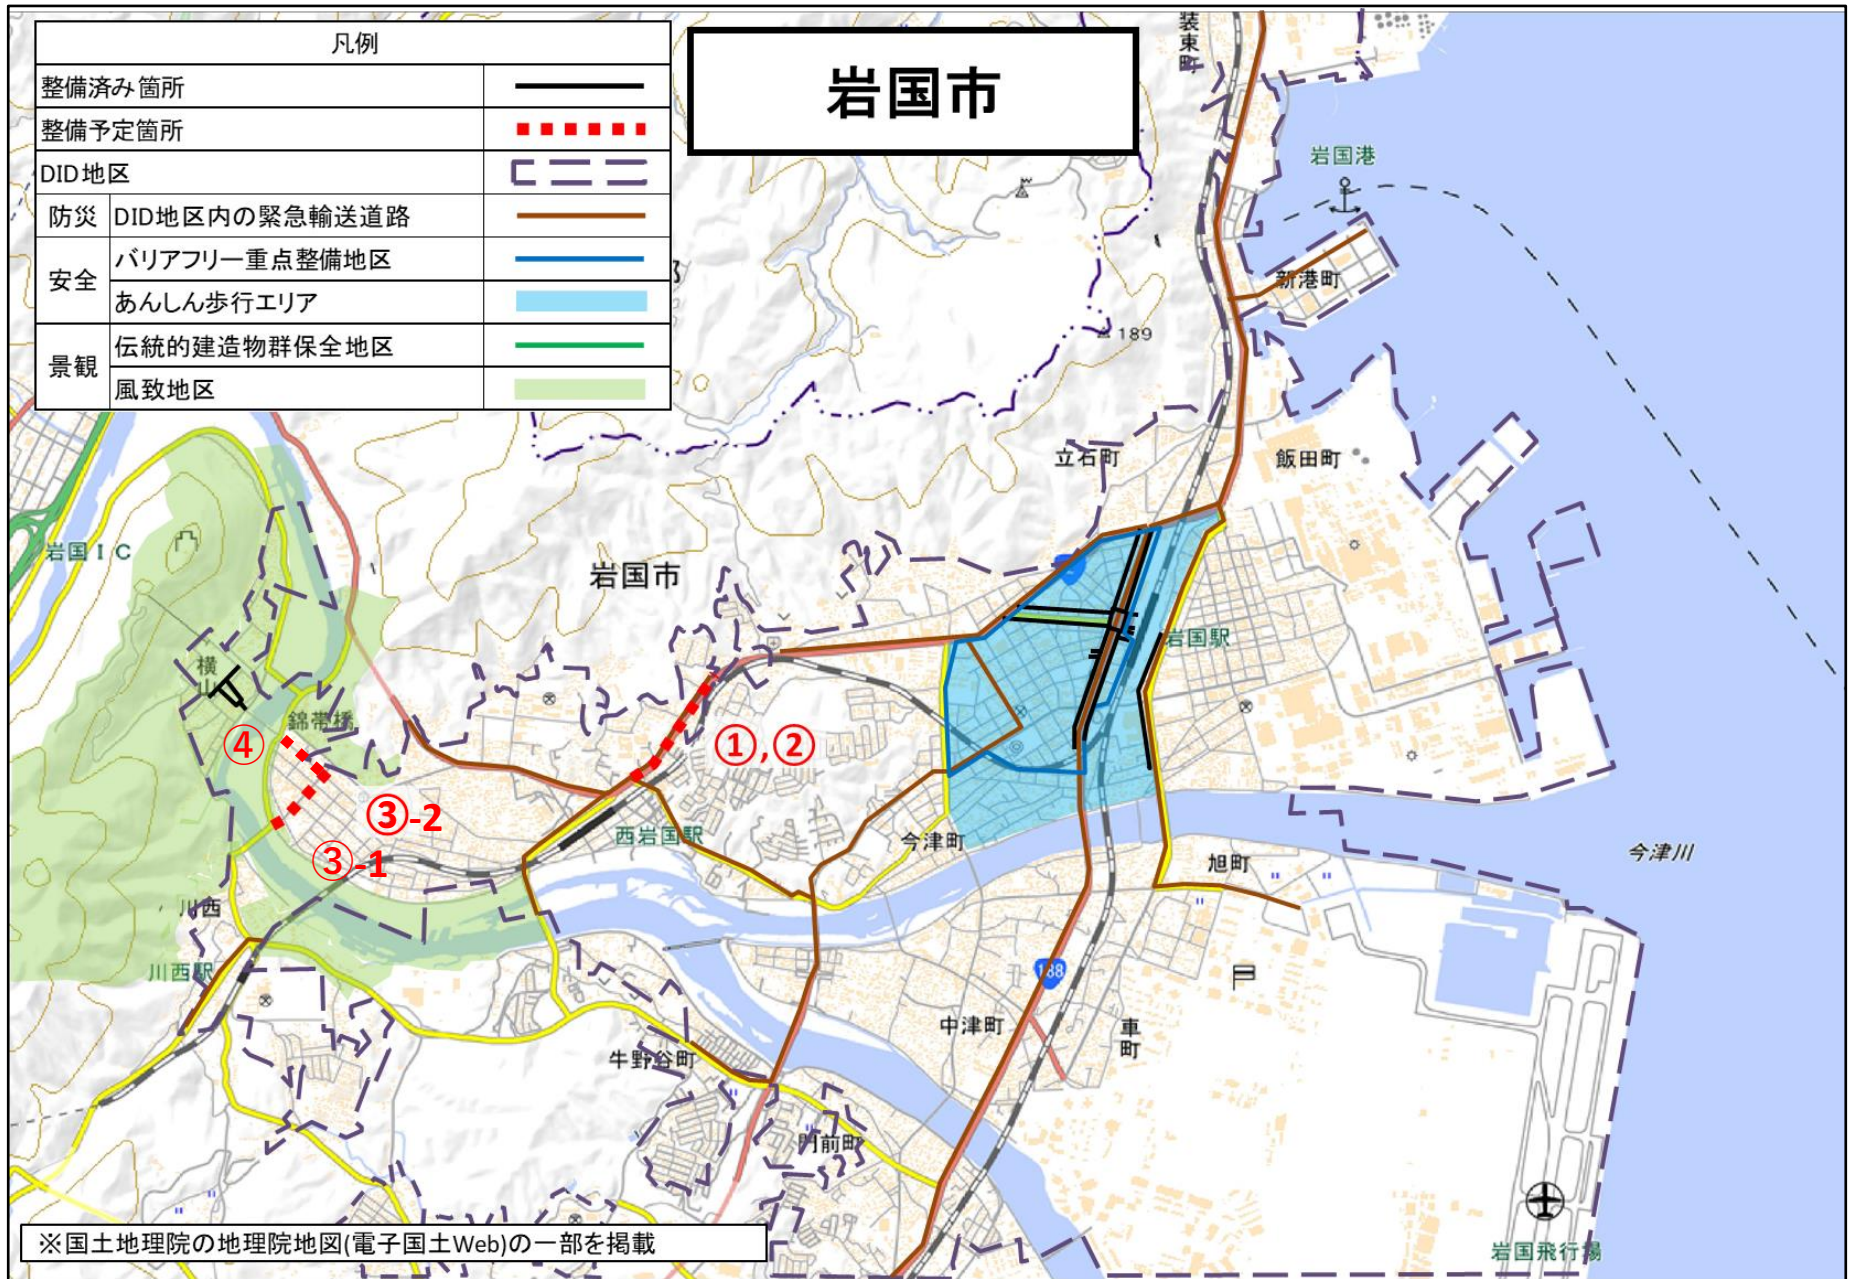 凡例
整備済み箇所
整備予定箇所
DID地区
防災
DID地区内の緊急輸送道路
安全
バリアフリー重点整備地区
あんしん歩行エリア
景観
伝統的建造物群保全地区
風致地区
岩国市
装束町
岩国港
新港町
189
立石町
飯田町
岩国IC
岩国市
岩国駅
横山
錦帯橋
④
①,②
③-2
③-1
西岩国駅
今津町
旭町
今津川
川西
川西駅
188
中津町
車町
牛野谷町
門前町
岩国飛行場
※国土地理院の地理院地図(電子国土Web)の一部を掲載